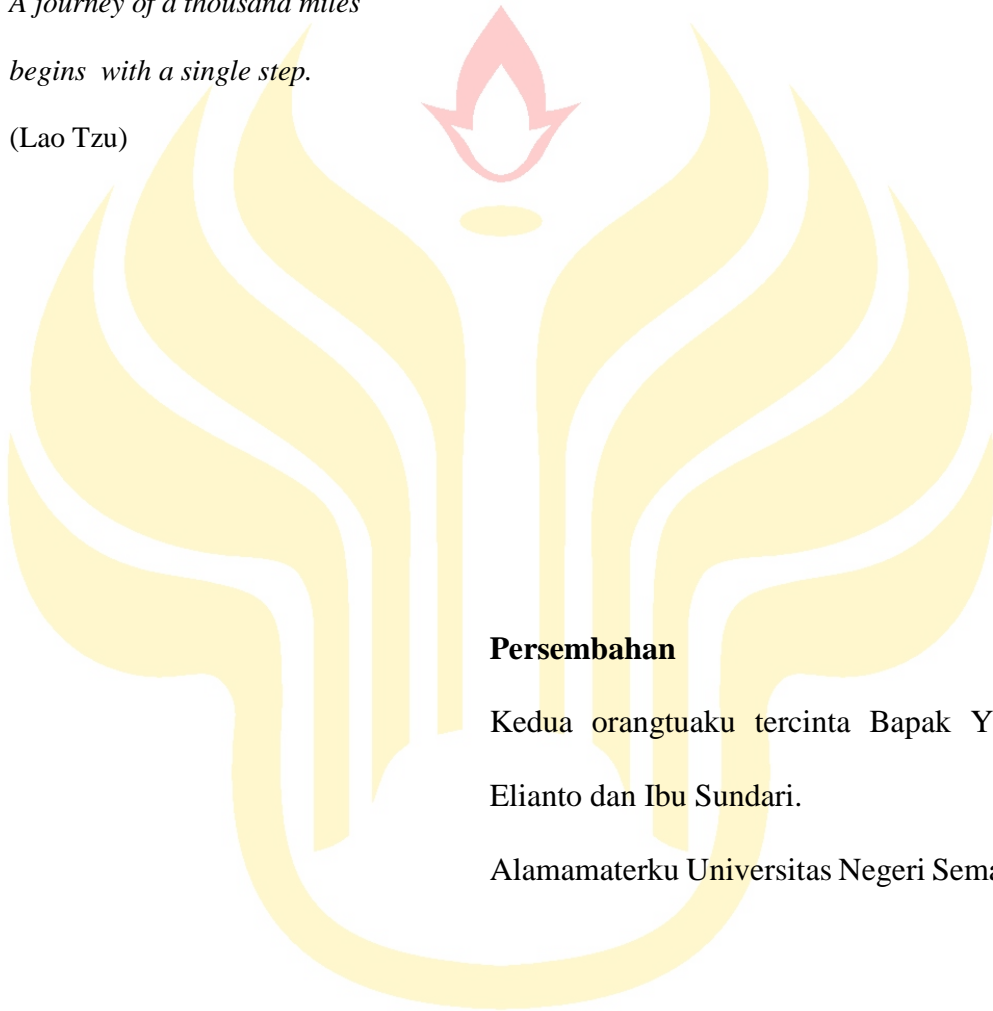 A journey of a thousand miles
begins with a single step.
(Lao Tzu)
Persembahan
Kedua orangtuaku tercinta Bapak
Elianto dan Ibu Sundari.
Alamamaterku Universitas Negeri